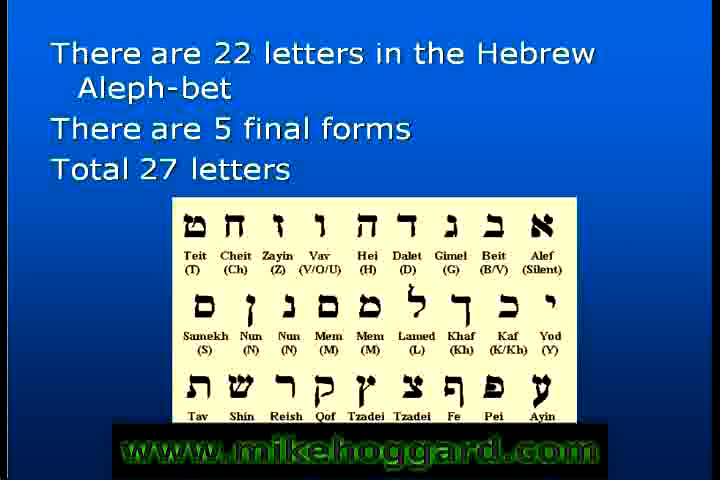 There are 22 letters in the Hebrew
Aleph-bet
There are 5 final forms
Total 27 letters
ט ח ז ו ה ד ג ב א
Teit Cheit Zayin Vav Hei Dalet Gimel Beit Alef
(T) (Ch) (Z) (V/O/U) (H) (D) (G) (B/V) (Silent)
ס ן נ ם מ ל ך כ י
Samekh Nun Nun Mem Mem Lamed Khaf Kaf Yod
(S) (N) (N) (M) (M) (L) (Kh) (K/Kh) (Y)
ת ש ר ק ץ צ ף פ ע
Tav Shin Reish Qof Tzadei Tzadei Fe Pei Ayin
www.mikehoggard.com